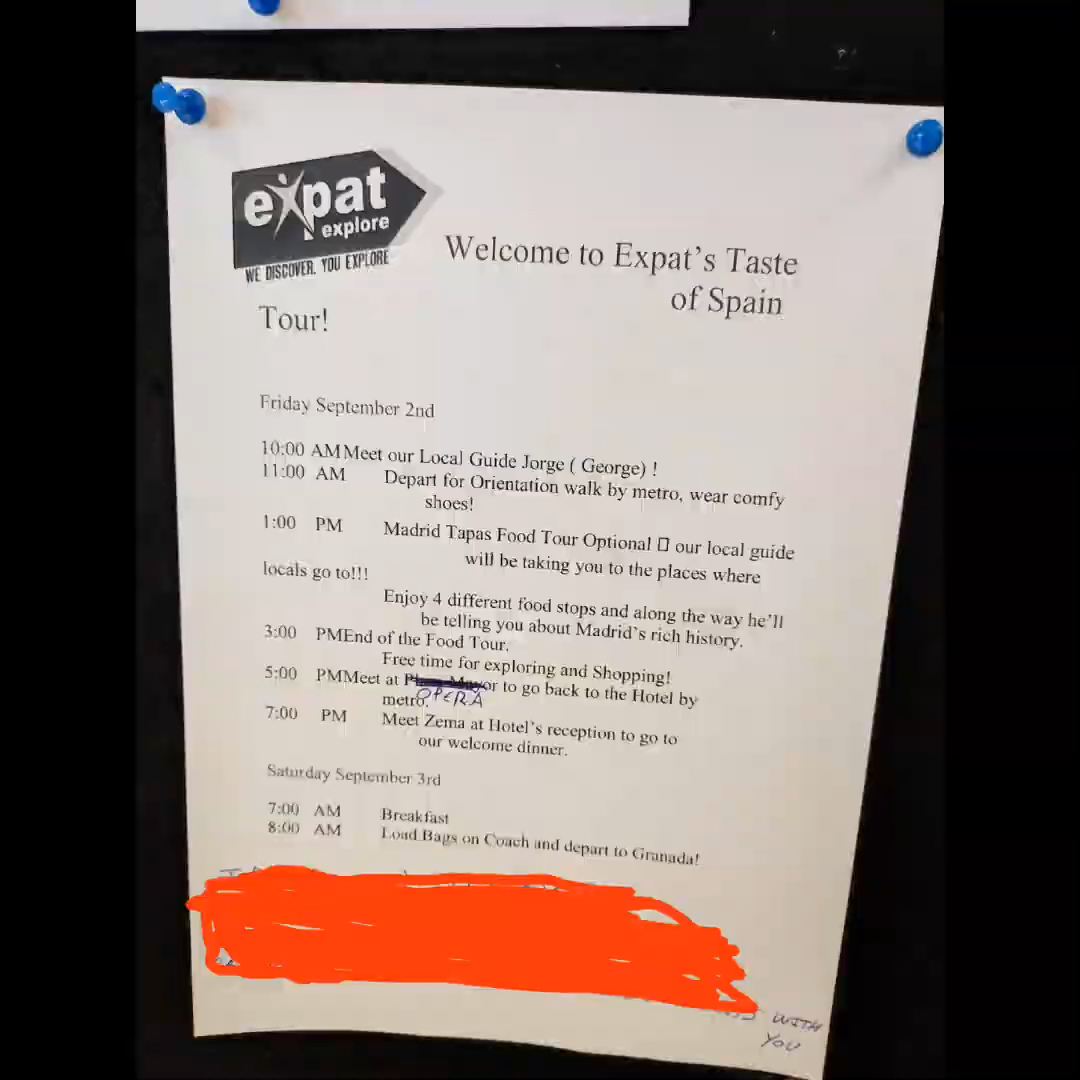 expat
explore
WE DISCOVER. YOU EXPLORE
Welcome to Expat's Taste
of Spain
Tour!
Friday September 2nd
10:00 AM Meet our Local Guide Jorge ( George) !
11:00 AM Depart for Orientation walk by metro, wear comfy
shoes!
1:00 PM Madrid Tapas Food Tour Optional □ our local guide
will be taking you to the places where
locals go to!!!
Enjoy 4 different food stops and along the way he'll
be telling you about Madrid's rich history.
3:00 PMEnd of the Food Tour.
Free time for exploring and Shopping!
5:00 PMMeet at Plaza Mayor to go back to the Hotel by
metro. OPERA
7:00 PM Meet Zema at Hotel's reception to go to
our welcome dinner.
Saturday September 3rd
7:00 AM Breakfast
8:00 AM Load Bags on Coach and depart to Granada!
WITH
YOU